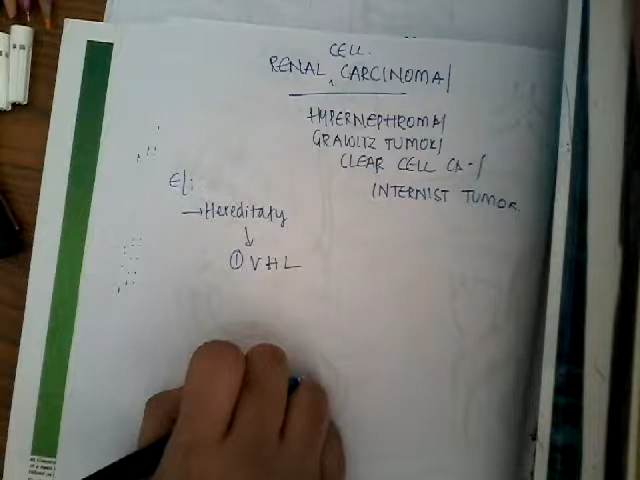 CELL.
RENAL ‸ CARCINOMA/
HYPERNEPHROMA/
GRAWITZ TUMOR/
CLEAR CELL CA-/
INTERNIST TUMOR.
E/:
→Hereditary
↓
① VHL